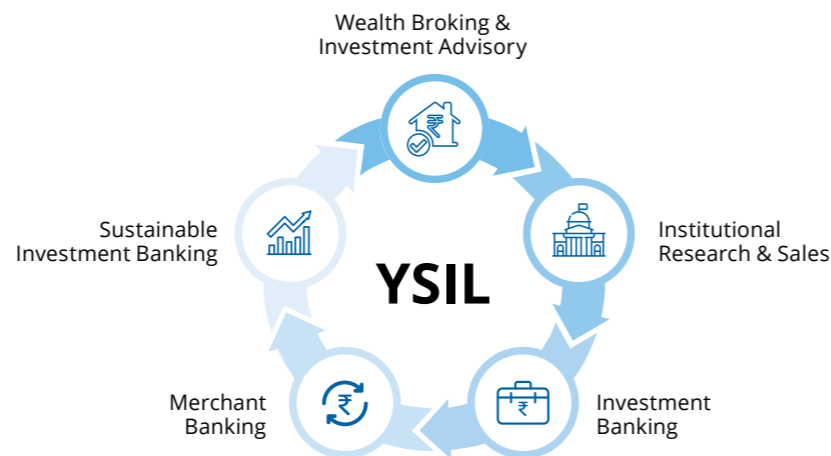 Wealth Broking &
Investment Advisory
Sustainable
Investment Banking
Institutional
Research & Sales
YSIL
Merchant
Banking
Investment
Banking
₹
₹
₹